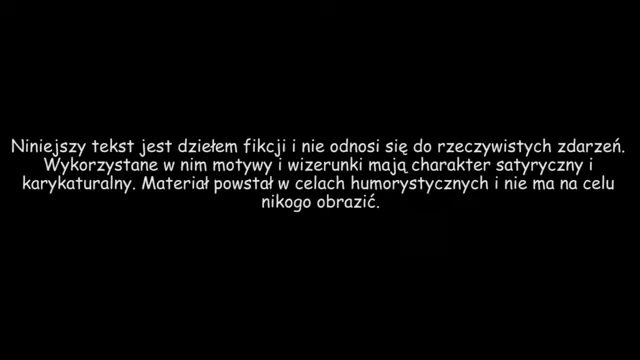 Niniejszy tekst jest dziełem fikcji i nie odnosi się do rzeczywistych zdarzeń.
Wykorzystane w nim motywy i wizerunki mają charakter satyryczny i
karykaturalny. Materiał powstał w celach humorystycznych i nie ma na celu
nikogo obrazić.